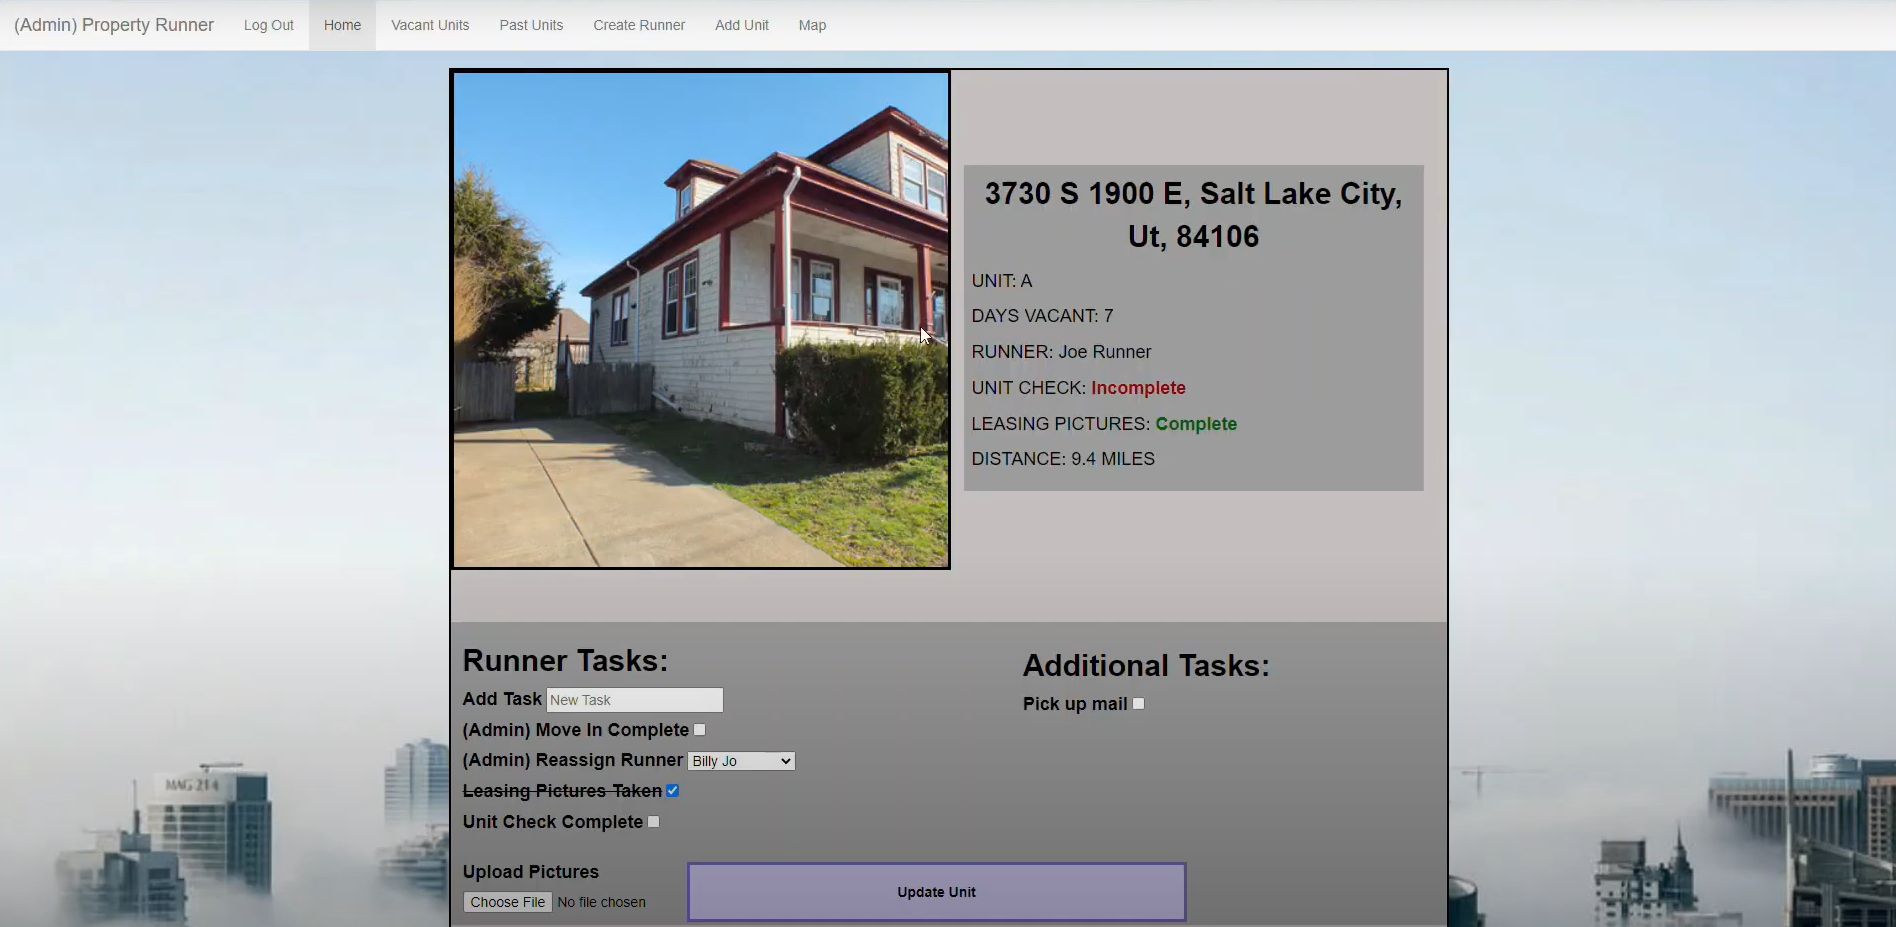 (Admin) Property Runner Log Out Home Vacant Units Past Units Create Runner Add Unit Map
3730 S 1900 E, Salt Lake City,
Ut, 84106
UNIT: A
DAYS VACANT: 7
RUNNER: Joe Runner
UNIT CHECK: Incomplete
LEASING PICTURES: Complete
DISTANCE: 9.4 MILES
Runner Tasks:
Add Task New Task
(Admin) Move In Complete
(Admin) Reassign Runner Billy Jo
Leasing Pictures Taken
Unit Check Complete
Upload Pictures
Choose File No file chosen
Update Unit
Additional Tasks:
Pick up mail
MAG 214